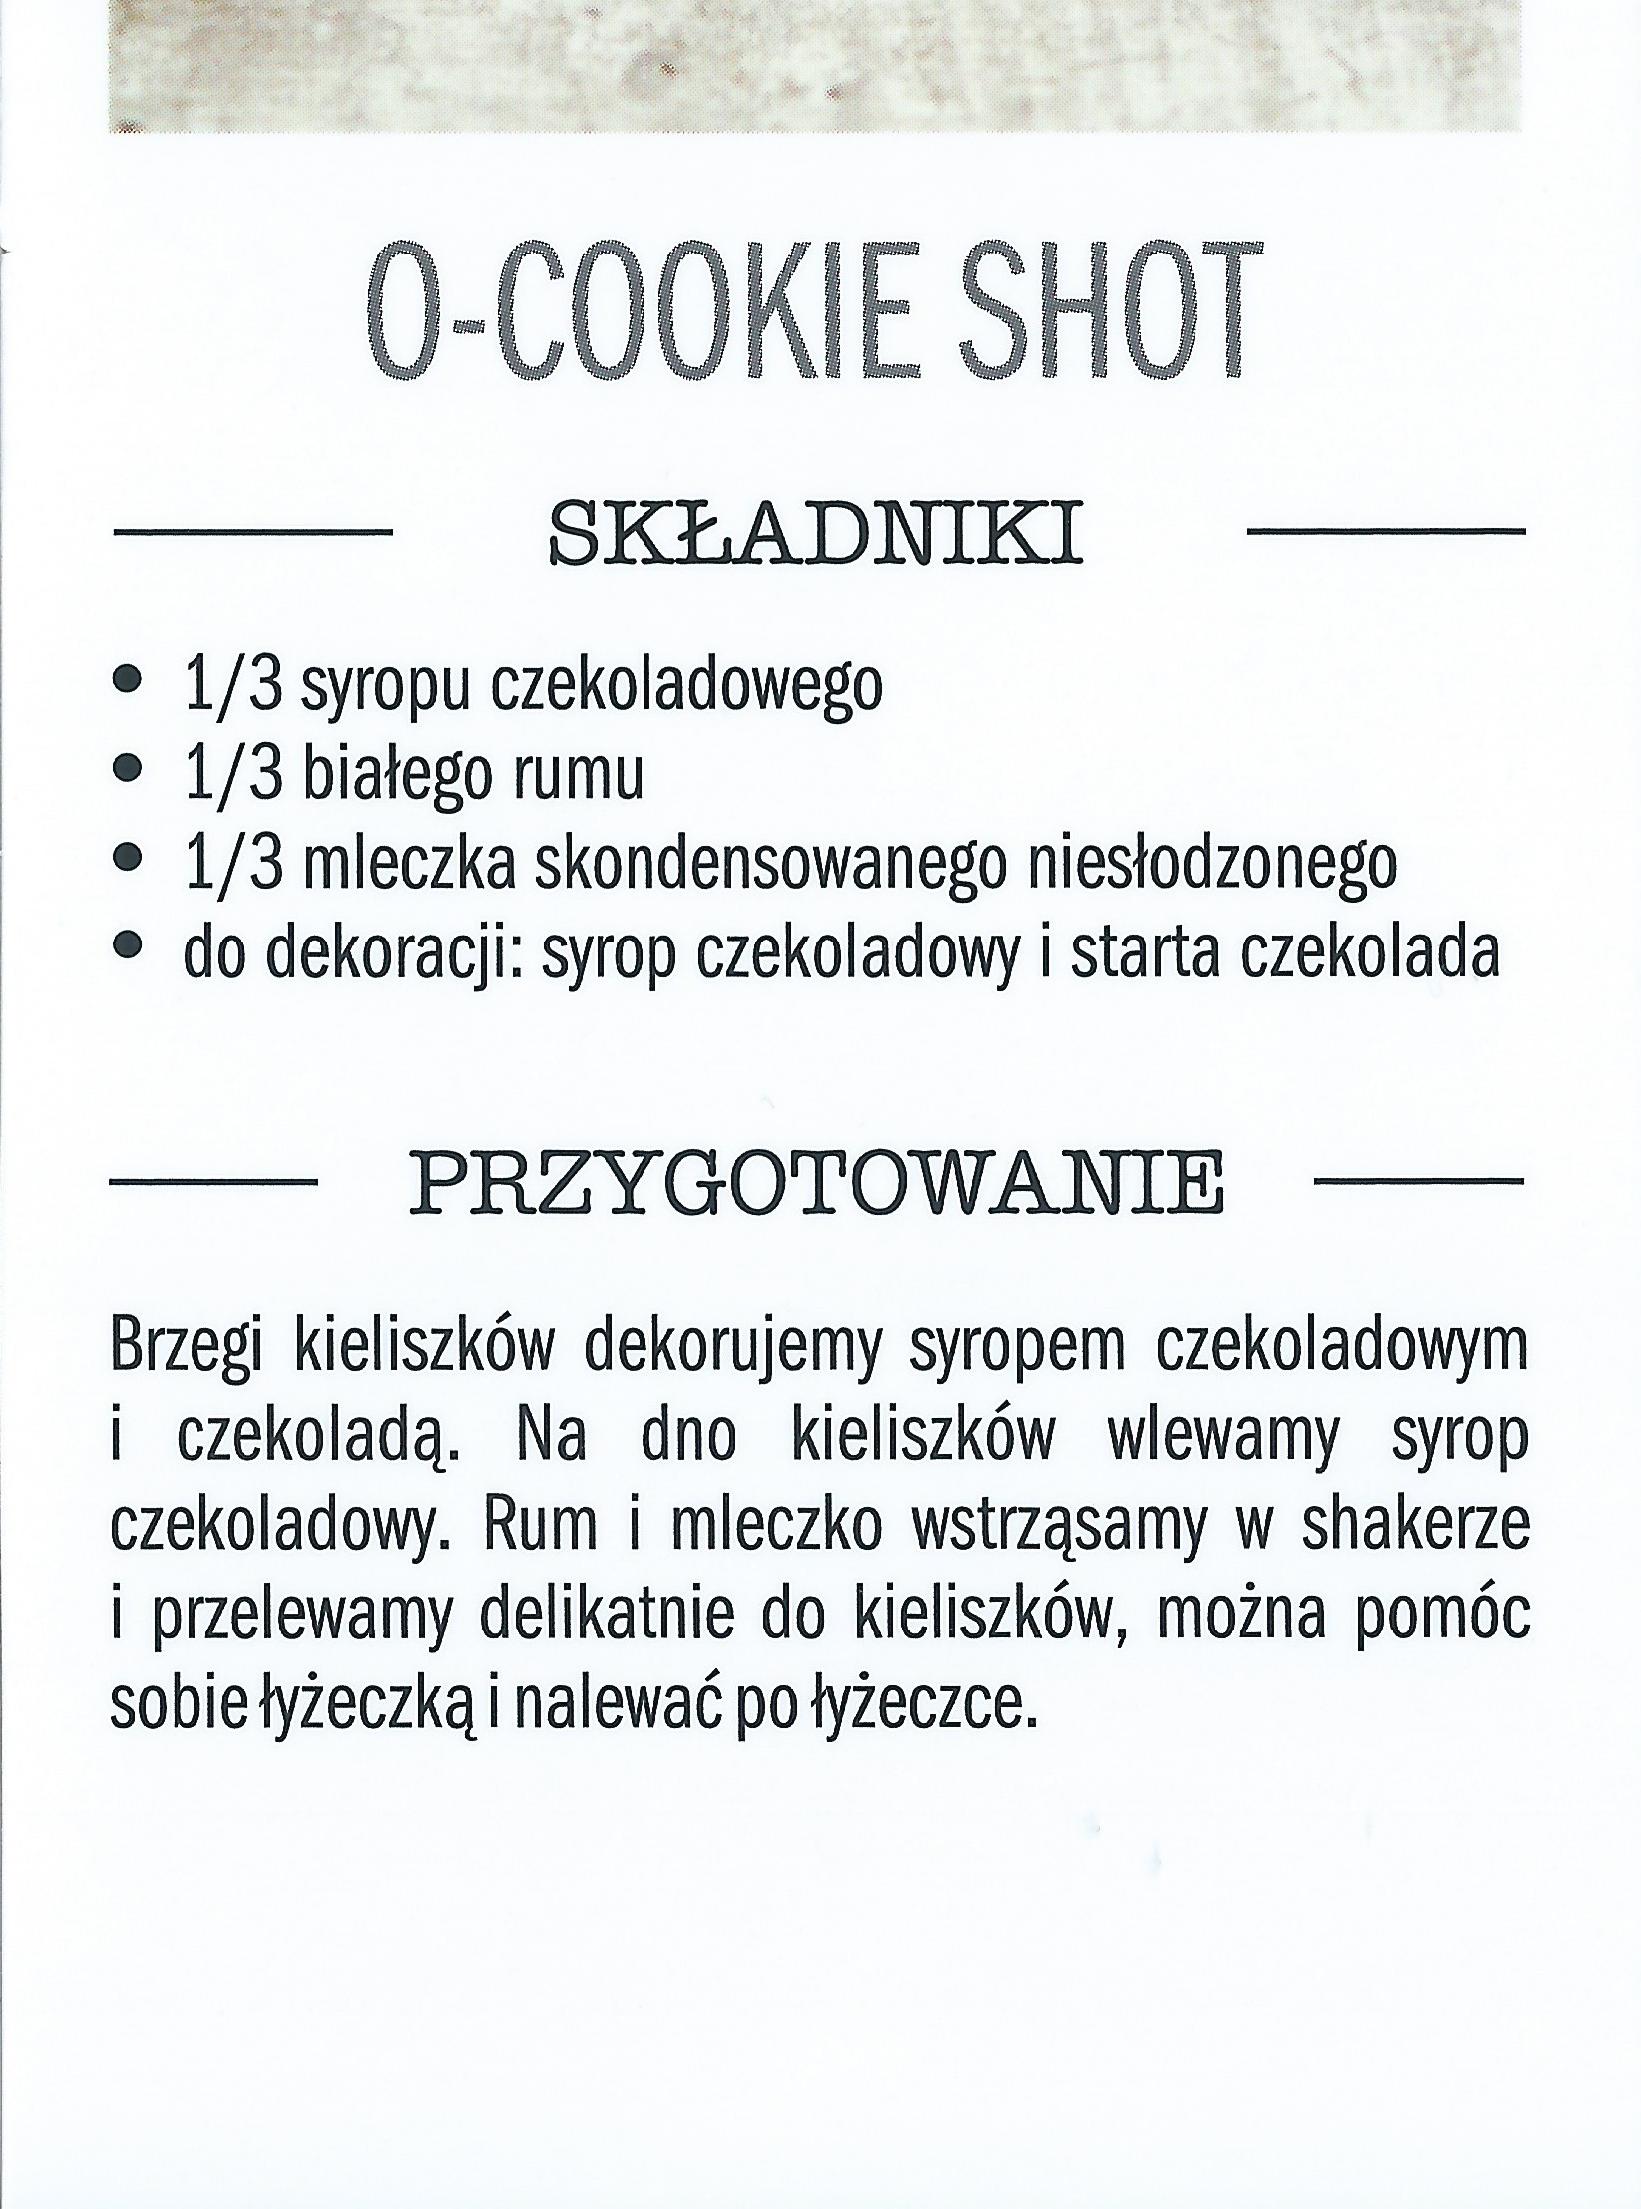 O-COOKIE SHOT
SKŁADNIKI
• 1/3 syropu czekoladowego
• 1/3 białego rumu
• 1/3 mleczka skondensowanego niesłodzonego
• do dekoracji: syrop czekoladowy i starta czekolada
PRZYGOTOWANIE
Brzegi kieliszków dekorujemy syropem czekoladowym
i czekoladą. Na dno kieliszków wlewamy syrop
czekoladowy. Rum i mleczko wstrząsamy w shakerze
i przelewamy delikatnie do kieliszków, można pomóc
sobie łyżeczką i nalewać po łyżeczce.